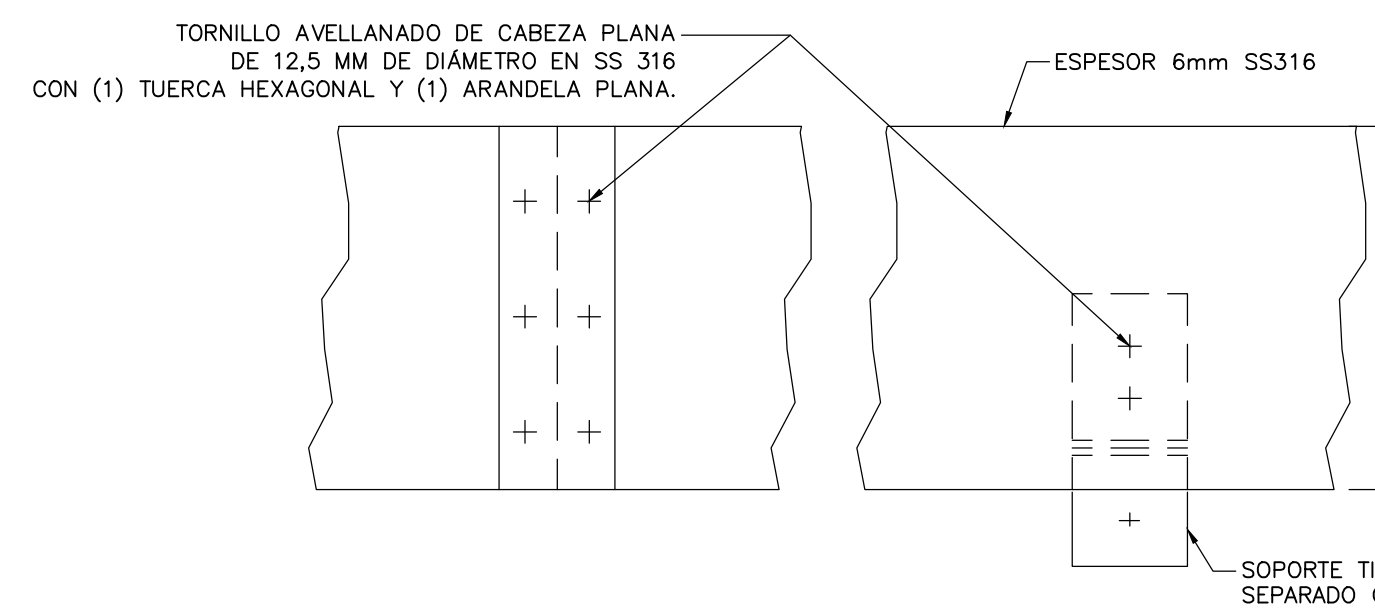 TORNILLO AVELLANADO DE CABEZA PLANA
DE 12,5 MM DE DIÁMETRO EN SS 316
CON (1) TUERCA HEXAGONAL Y (1) ARANDELA PLANA.
ESPESOR 6mm SS316
SOPORTE
SEPARADO